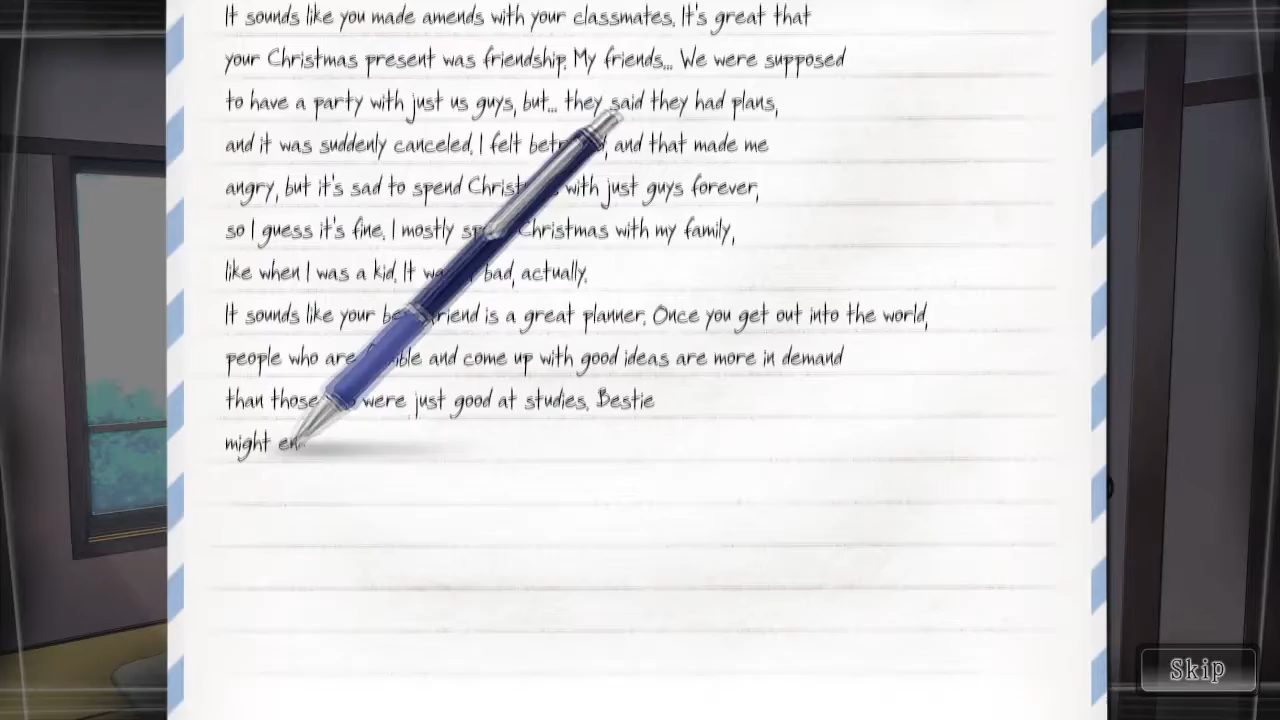 It sounds like you made amends with your classmates. It's great that
your Christmas present was friendship. My friends... We were supposed
to have a party with just us guys, but... they said they had plans,
and it was suddenly canceled. I felt and that made me
angry, but it's sad to spend with just guys forever,
so I guess it's fine. I mostly Christmas with my family,
like when I was a kid. It bad, actually.
It sounds like your is a great planner. Once you get out into the world,
people who are and come up with good ideas are more in demand
than those were just good at studies. Bestie
might en
Skip